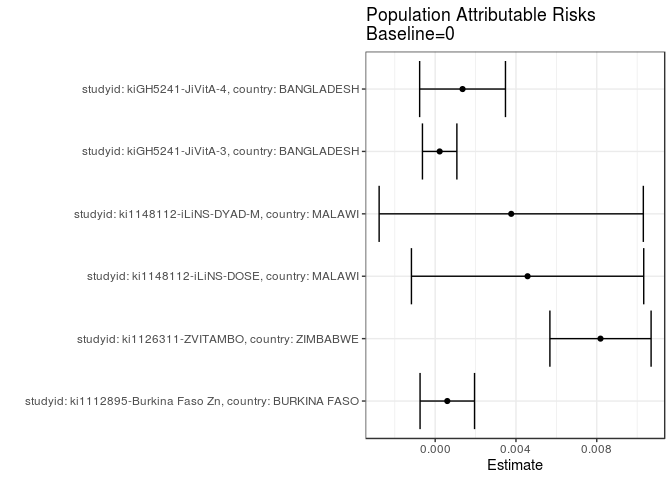 Population Attributable Risks
Baseline=0
studyid: kiGH5241-JiVitA-4, country: BANGLADESH
studyid: kiGH5241-JiVitA-3, country: BANGLADESH
studyid: ki1148112-iLiNS-DYAD-M, country: MALAWI
studyid: ki1148112-iLiNS-DOSE, country: MALAWI
studyid: ki1126311-ZVITAMBO, country: ZIMBABWE
studyid: ki1112895-Burkina Faso Zn, country: BURKINA FASO
0.000 0.004 0.008
Estimate